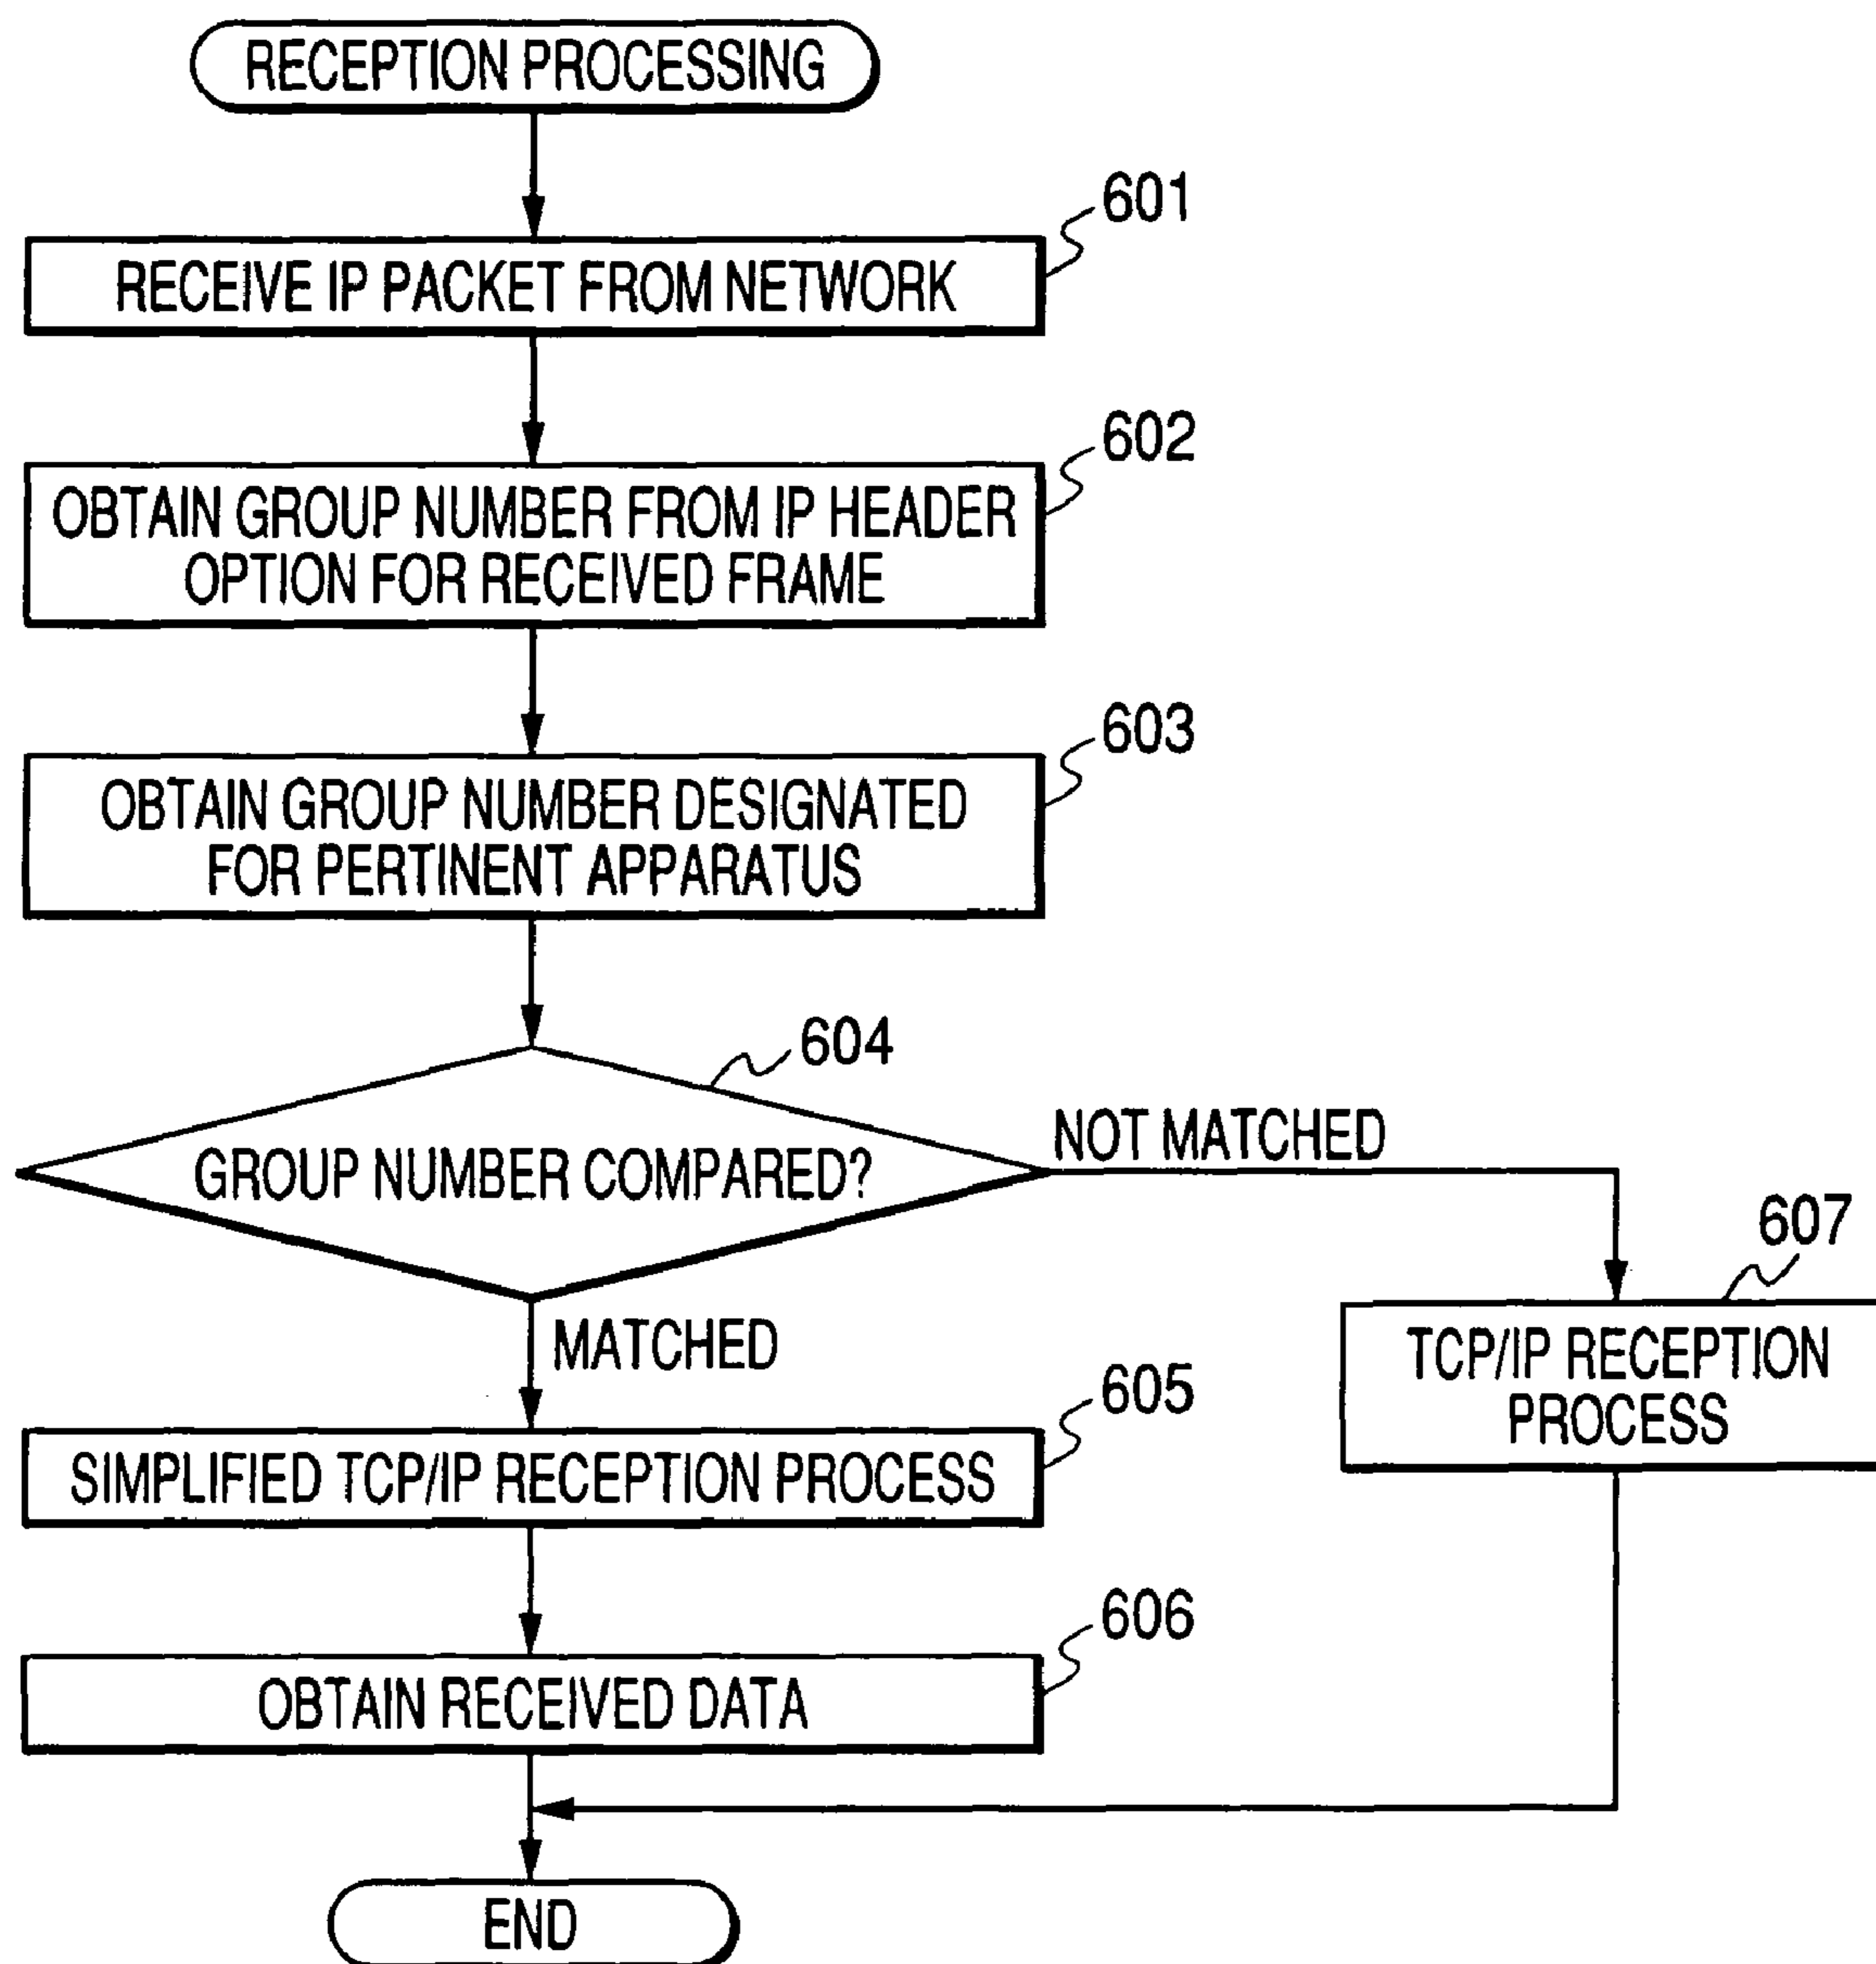 RECEPTION PROCESSING
601
RECEIVE IP PACKET FROM NETWORK
602
OBTAIN GROUP NUMBER FROM IP HEADER
OPTION FOR RECEIVED FRAME
603
OBTAIN GROUP NUMBER DESIGNATED
FOR PERTINENT APPARATUS
604
GROUP NUMBER COMPARED?
NOT MATCHED
607
TCP/IP RECEPTION
PROCESS
MATCHED
605
SIMPLIFIED TCP/IP RECEPTION PROCESS
606
OBTAIN RECEIVED DATA
END